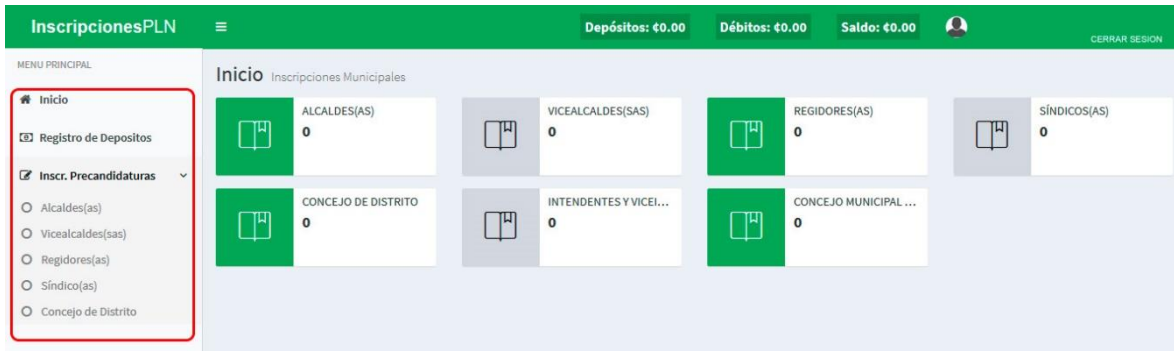 InscripcionesPLN
Depósitos: ¢0.00 Débitos: ¢0.00 Saldo: ¢0.00
CERRAR SESION
MENU PRINCIPAL
Inicio
Registro de Depositos
Inscr. Precandidaturas
Alcaldes(as)
Vicealcaldes(sas)
Regidores(as)
Síndico(as)
Concejo de Distrito
Inicio Inscripciones Municipales
ALCALDES(AS)
0
VICEALCALDES(SAS)
0
REGIDORES(AS)
0
SÍNDICOS(AS)
0
CONCEJO DE DISTRITO
0
INTENDENTES Y VICEI...
0
CONCEJO MUNICIPAL ...
0